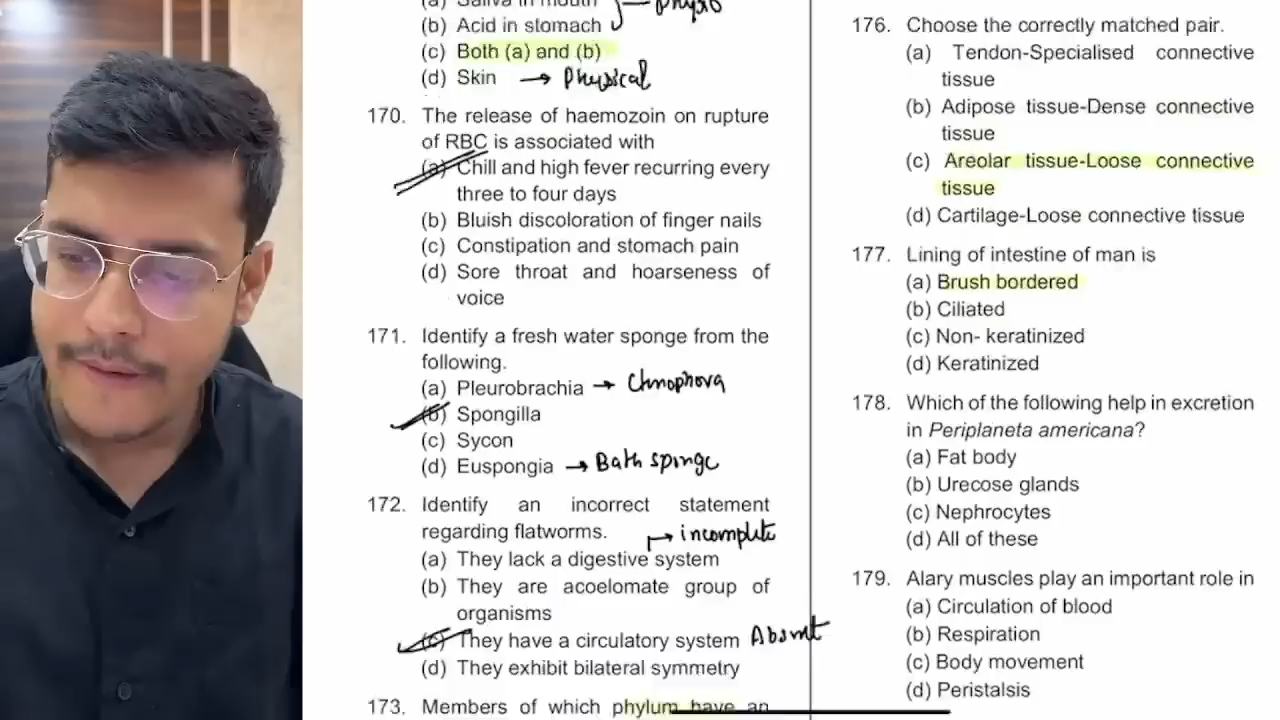 (a) Saliva in mouth
(b) Acid in stomach
(c) Both (a) and (b)
(d) Skin → Physical
170. The release of haemozoin on rupture
of RBC is associated with
(a) Chill and high fever recurring every
three to four days
(b) Bluish discoloration of finger nails
(c) Constipation and stomach pain
(d) Sore throat and hoarseness of
voice
171. Identify a fresh water sponge from the
following.
(a) Pleurobrachia → Ctnophora
(b) Spongilla
(c) Sycon
(d) Euspongia → Bath sponge
172. Identify an incorrect statement
regarding flatworms.
→ incomplete
(a) They lack a digestive system
(b) They are acoelomate group of
organisms
(c) They have a circulatory system Absent
(d) They exhibit bilateral symmetry
173. Members of which phylum have an
176. Choose the correctly matched pair.
(a) Tendon-Specialised connective
tissue
(b) Adipose tissue-Dense connective
tissue
(c) Areolar tissue-Loose connective
tissue
(d) Cartilage-Loose connective tissue
177. Lining of intestine of man is
(a) Brush bordered
(b) Ciliated
(c) Non- keratinized
(d) Keratinized
178. Which of the following help in excretion
in Periplaneta americana?
(a) Fat body
(b) Urecose glands
(c) Nephrocytes
(d) All of these
179. Alary muscles play an important role in
(a) Circulation of blood
(b) Respiration
(c) Body movement
(d) Peristalsis